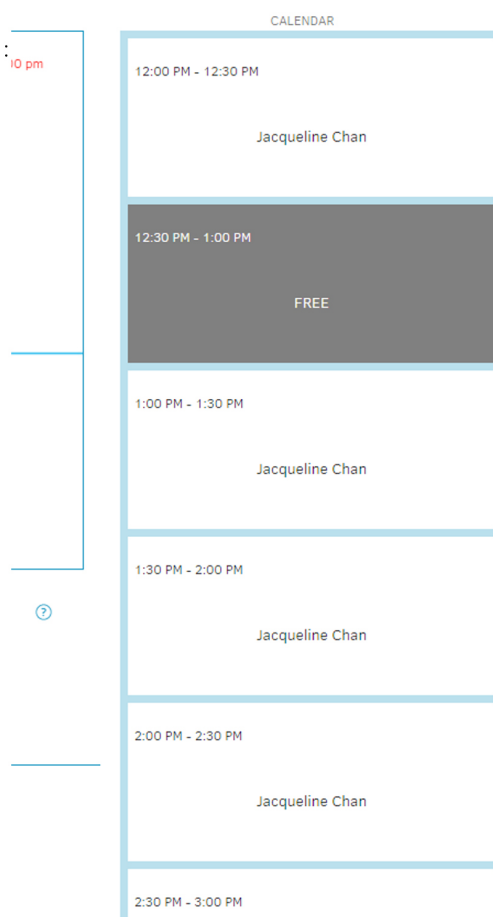 CALENDAR
:
10 pm
12:00 PM - 12:30 PM
Jacqueline Chan
12:30 PM - 1:00 PM
FREE
1:00 PM - 1:30 PM
Jacqueline Chan
1:30 PM - 2:00 PM
Jacqueline Chan
?
2:00 PM - 2:30 PM
Jacqueline Chan
2:30 PM - 3:00 PM